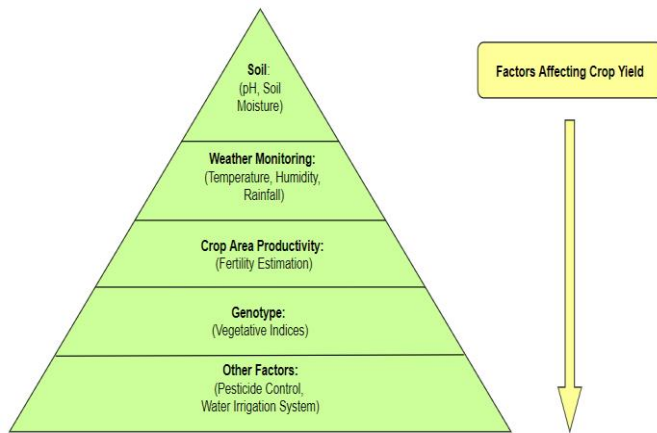 Soil:
(pH, Soil
Moisture)
Factors Affecting Crop Yield
Weather Monitoring:
(Temperature, Humidity,
Rainfall)
Crop Area Productivity:
(Fertility Estimation)
Genotype:
(Vegetative Indices)
Other Factors:
(Pesticide Control,
Water Irrigation System)